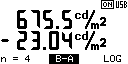 ON USB
675.5 cd/m2
- 23.04 cd/m2
n = 4 B-A LOG